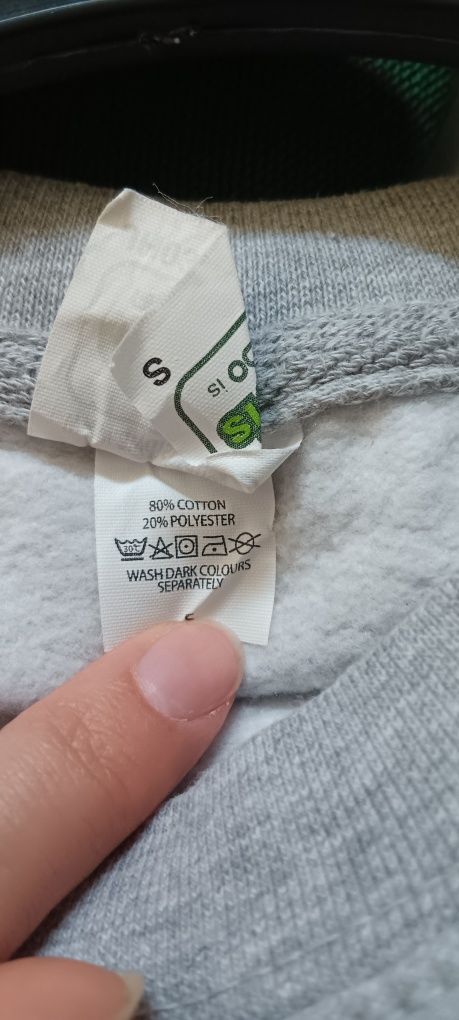 S
80% COTTON
20% POLYESTER
30°C
WASH DARK COLOURS
SEPARATELY